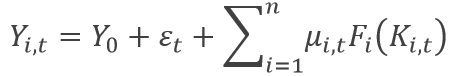 Y_{i,t} = Y_0 + ε_t + ∑_{i=1}^{n} μ_{i,t} F_i (K_{i,t})